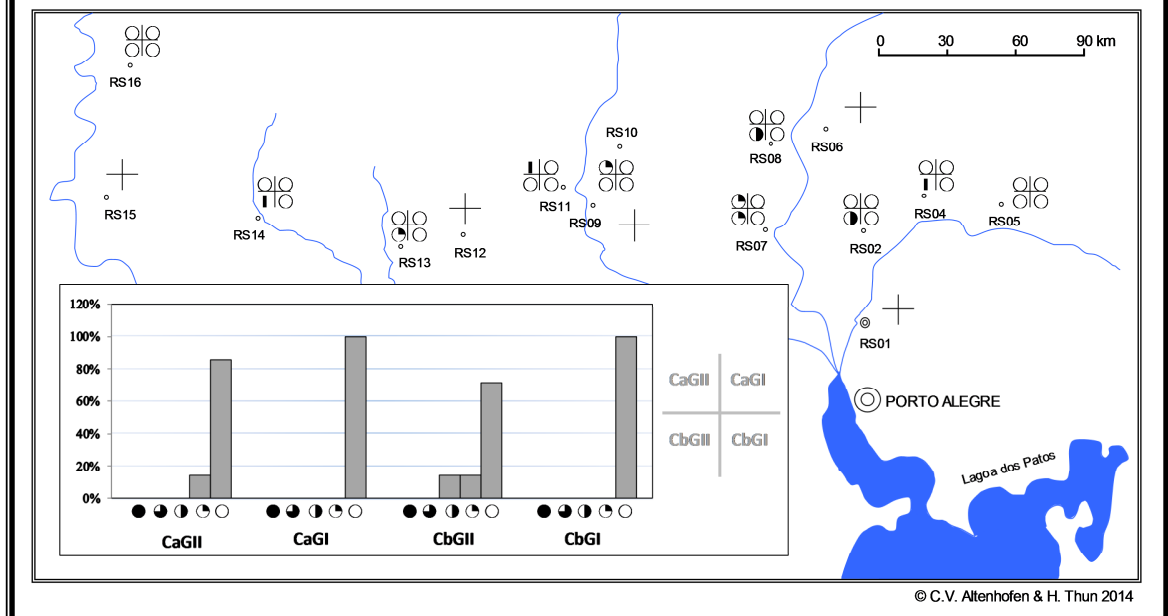 0 30 60 90 km
RS16
RS10
RS06
RS08
RS15
RS14
RS11
RS09
RS04
RS05
RS13
RS12
RS07
RS02
RS01
120%
100%
80%
60%
40%
20%
0%
CaGII CaGI CbGII CbGI
CaGII CaGI
CbGII CbGI
PORTO ALEGRE
Lagoa dos Patos
© C.V. Altenhofen & H. Thun 2014